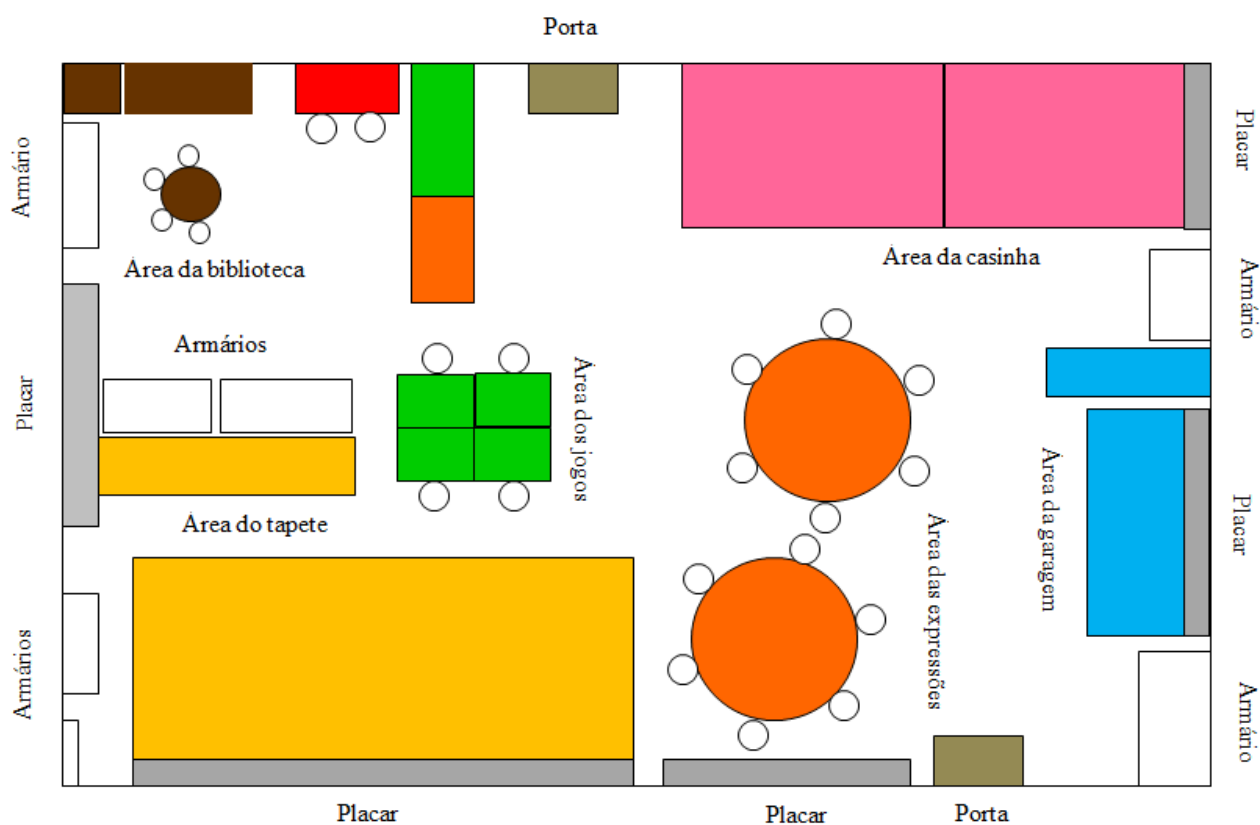 Porta
Placar
Armário
Área da biblioteca
Área da casinha
Armário
Armários
Placar
Área dos jogos
Área do tapete
Área da garagem
Placar
Área das expressões
Armários
Armário
Placar
Placar
Porta